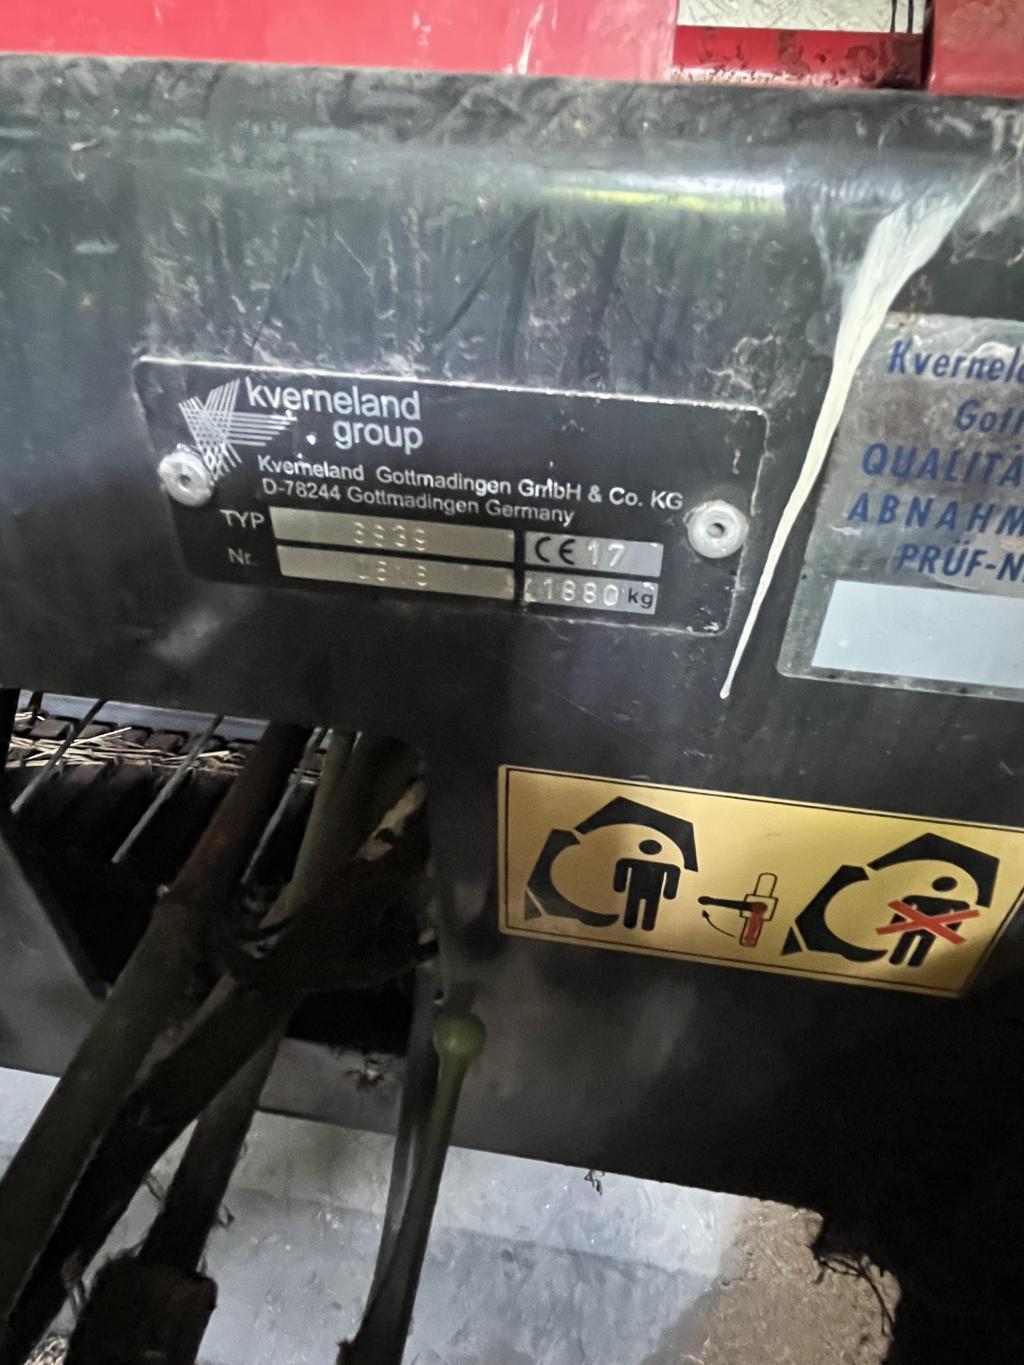 kverneland
group
Kverneland Gottmadingen GmbH & Co. KG
D-78244 Gottmadingen Germany
TYP CE 17
Nr. 1880 kg
Kvernela
Gott
QUALITÄ
ABNAHM
PRÜF-N